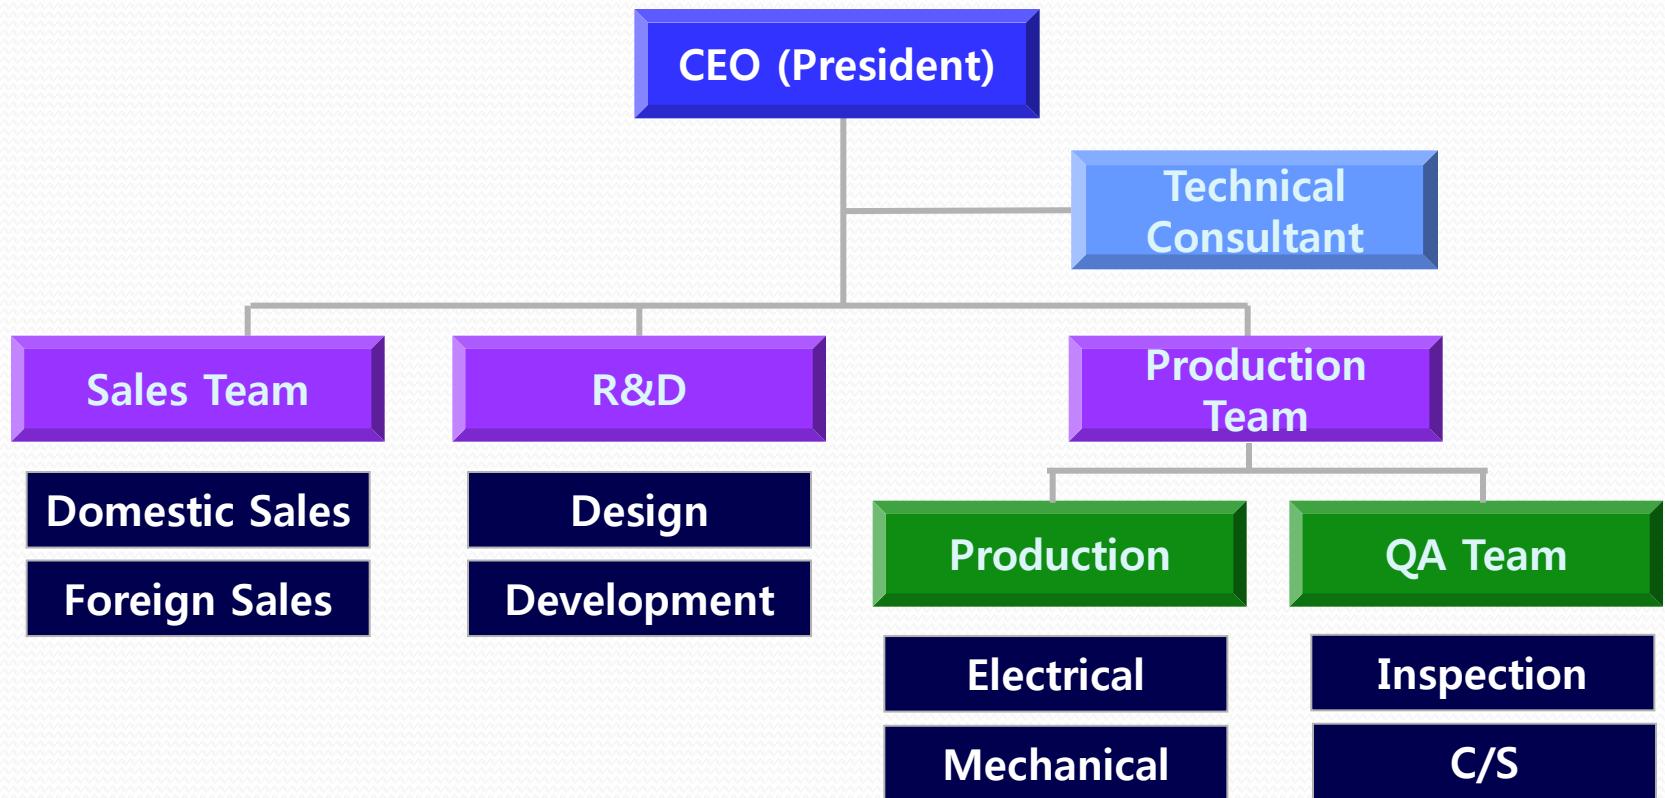 CEO (President)
Technical
Consultant
Sales Team
R&D
Production
Team
Domestic Sales
Foreign Sales
Design
Development
Production
QA Team
Electrical
Mechanical
Inspection
C/S